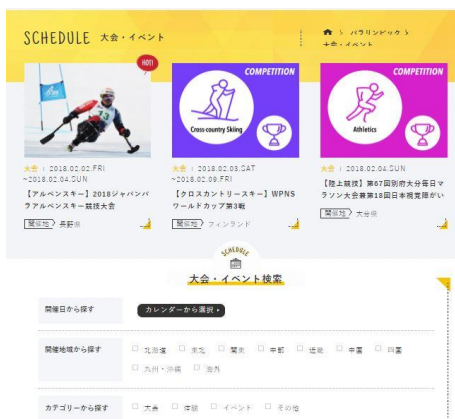 SCHEDULE 大会・イベント
パラリンピック
大会・イベント
HOT!
COMPETITION
COMPETITION
Cross-country Skiing
Athletics
大会 | 2018.02.02.FRI
~2018.02.04.SUN
【アルペンスキー】2018ジャパンパ
ラアルペンスキー競技大会
開催地 長野県
大会 | 2018.02.03.SAT
~2018.02.09.FRI
【クロスカントリースキー】WPNS
ワールドカップ第3戦
開催地 フィンランド
大会 | 2018.02.04.SUN
【陸上競技】第67回別府大分毎日マ
ラソン大会兼第18回日本視覚障がい
開催地 大分県
SCHEDULE
大会・イベント検索
開催日から探す カレンダーから選択
開催地域から探す 北海道 東北 関東 中部 近畿 中国 四国
九州・沖縄 海外
カテゴリーから探す 大会 体験 イベント その他